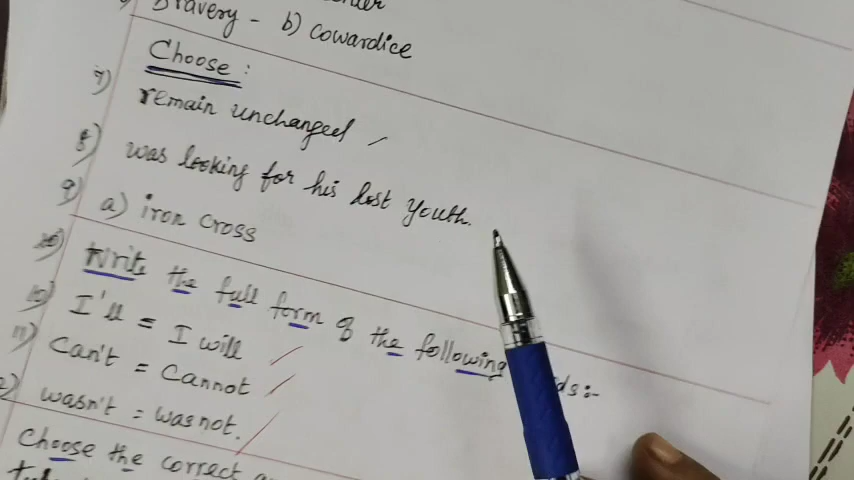 Bravery - b) cowardice
Choose :
7) remain unchanged
8) was looking for his lost youth.
9) a) iron cross
Write the full form of the following
10) I'll = I will
11) Can't = Cannot
wasn't = was not.
Choose the correct